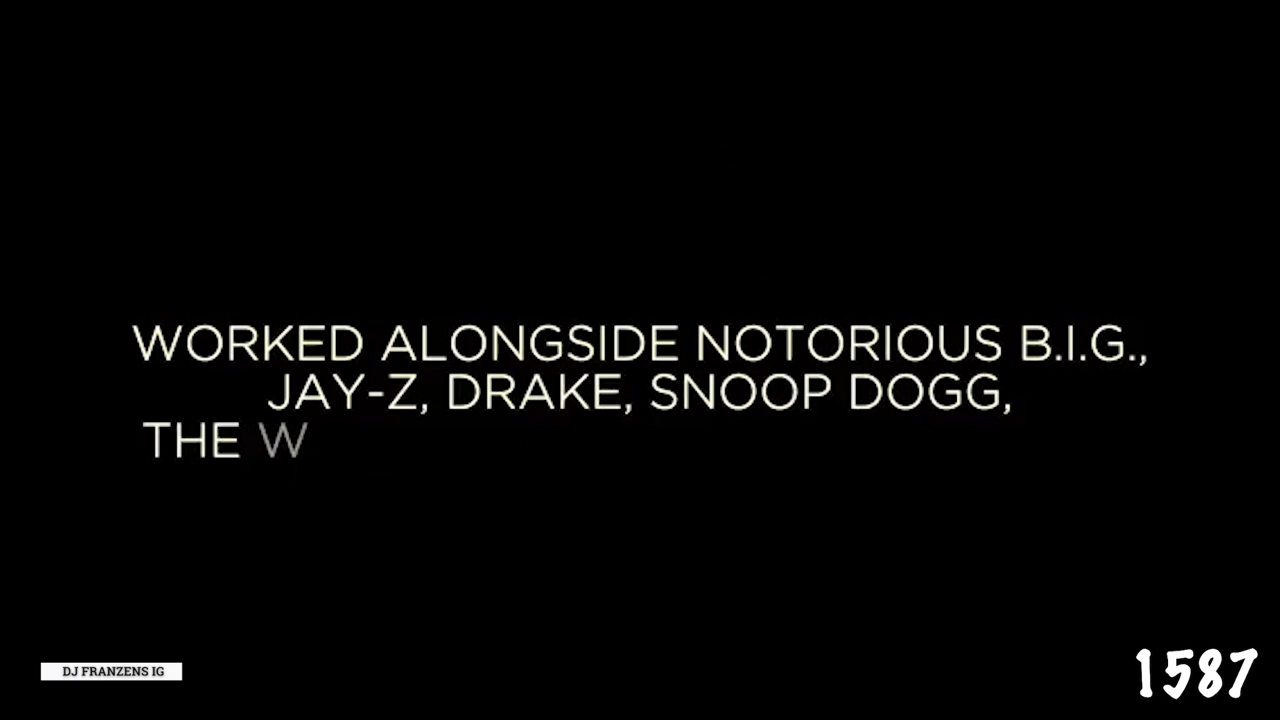 WORKED ALONGSIDE NOTORIOUS B.I.G.,
JAY-Z, DRAKE, SNOOP DOGG,
THE W
DJ FRANZENS IG
1587